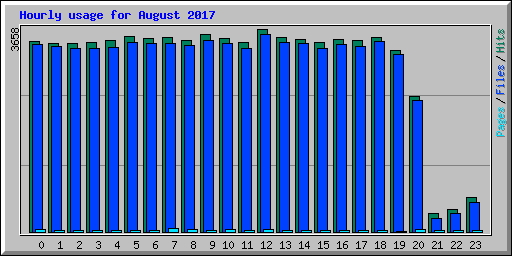 Hourly usage for August 2017
3658
Pages/Files/Hits
0 1 2 3 4 5 6 7 8 9 10 11 12 13 14 15 16 17 18 19 20 21 22 23